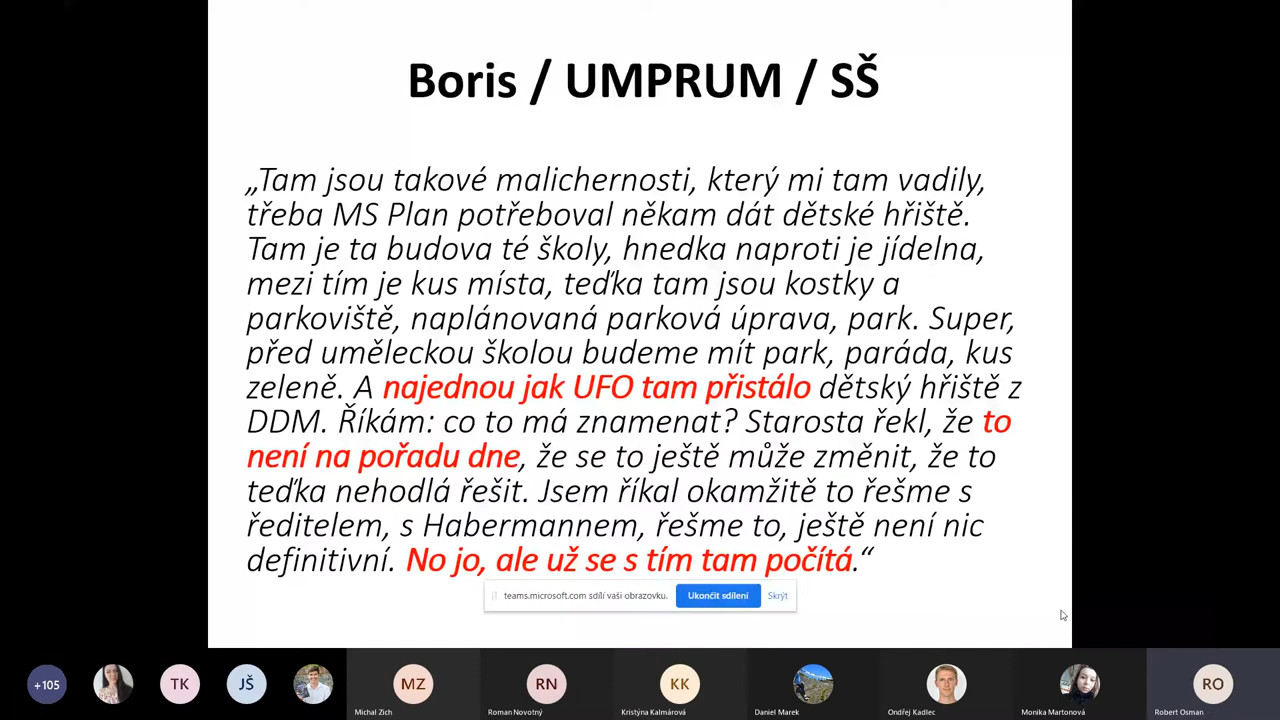 Boris / UMPRUM / SŠ
„Tam jsou takové malichernosti, který mi tam vadily,
třeba MS Plan potřeboval někam dát dětské hřiště.
Tam je ta budova té školy, hnedka naproti je jídelna,
mezi tím je kus místa, teďka tam jsou kostky a
parkoviště, naplánovaná parková úprava, park. Super,
před uměleckou školou budeme mít park, paráda, kus
zeleně. A najednou jak UFO tam přistálo dětský hřiště z
DDM. Říkám: co to má znamenat? Starosta řekl, že to
není na pořadu dne, že se to ještě může změnit, že to
teďka nehodlá řešit. Jsem říkal okamžitě to řešme s
ředitelem, s Habermannem, řešme to, ještě není nic
definitivní. No jo, ale už se s tím tam počítá.“
teams.microsoft.com sdílí vaši obrazovku. Ukončit sdílení Skrýt
+105 TK JŠ MZ RN KK RO
Michal Zich Roman Novotný Kristýna Kalmárová Daniel Marek Ondřej Kadlec Monika Martonová Robert Osman